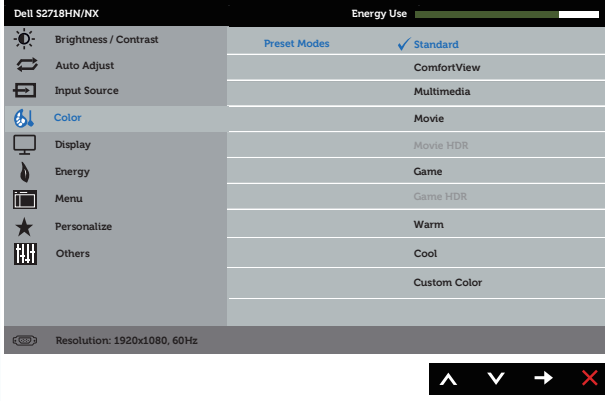 Dell S2718HN/NX
Energy Use
Brightness / Contrast
Auto Adjust
Input Source
Color
Display
Energy
Menu
Personalize
Others
Preset Modes
Standard
ComfortView
Multimedia
Movie
Movie HDR
Game
Game HDR
Warm
Cool
Custom Color
Resolution: 1920x1080, 60Hz